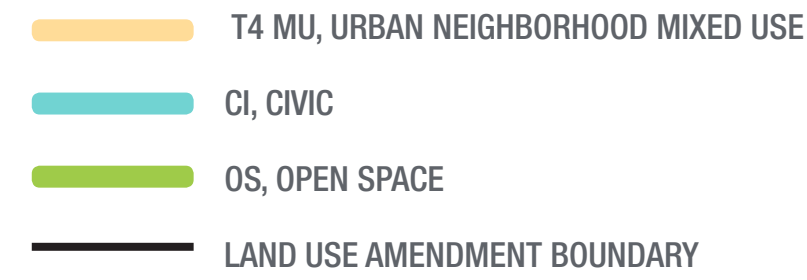 T4 MU, URBAN NEIGHBORHOOD MIXED USE
CI, CIVIC
OS, OPEN SPACE
LAND USE AMENDMENT BOUNDARY